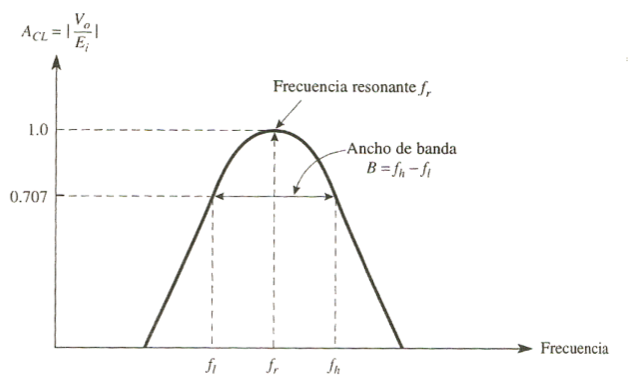 A_CL = |V_o/E_i|
Frecuencia resonante f_r
1.0
Ancho de banda
B = f_h – f_l
0.707
Frecuencia
f_l f_r f_h